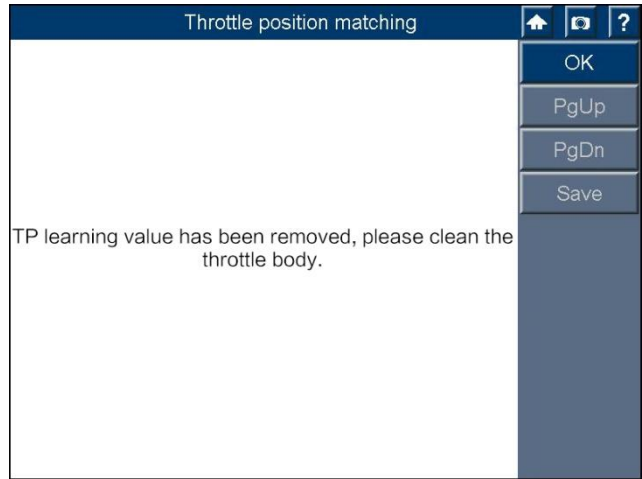 Throttle position matching
?
OK
PgUp
PgDn
Save
TP learning value has been removed, please clean the
throttle body.